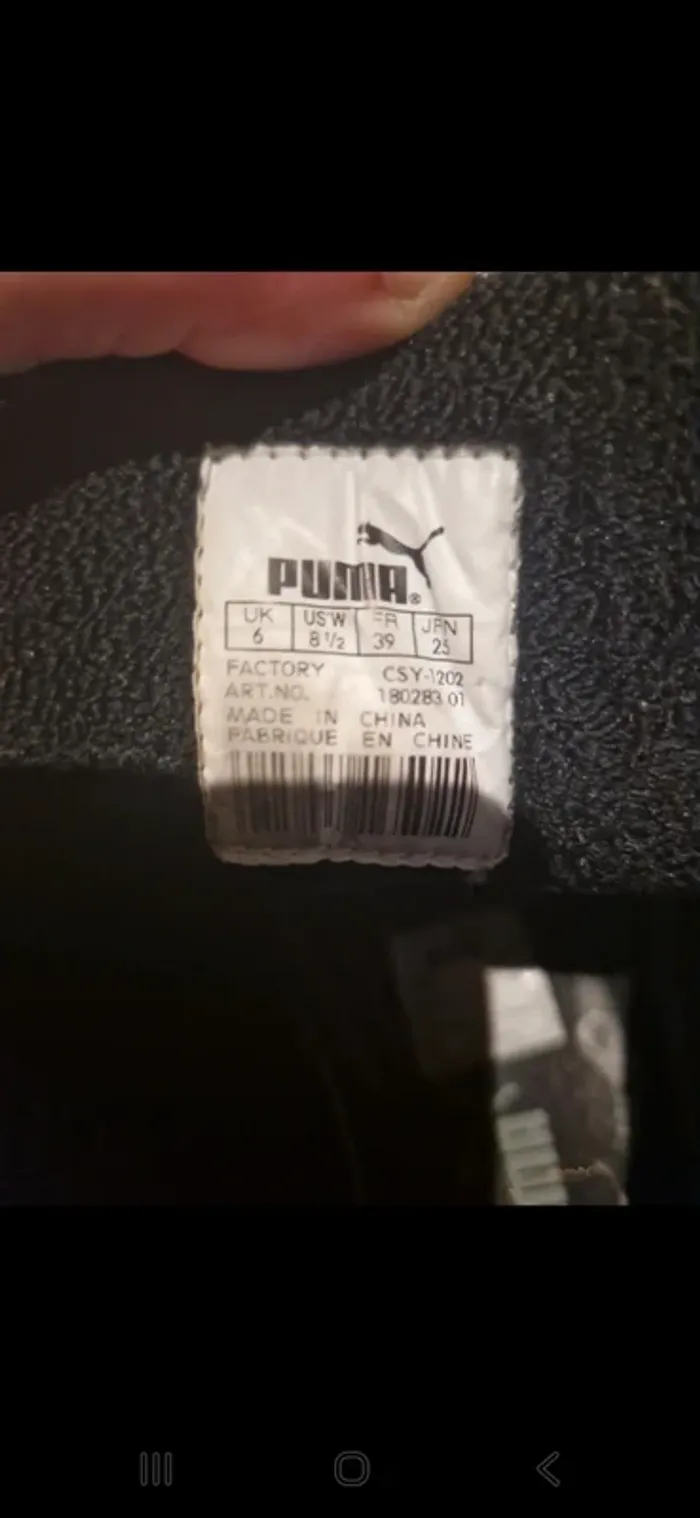 PUMA®
UK US'W FR JPN
6 8 1/2 39 25
FACTORY CSY-1202
ART.NO. 180283 01
MADE IN CHINA
FABRIQUE EN CHINE